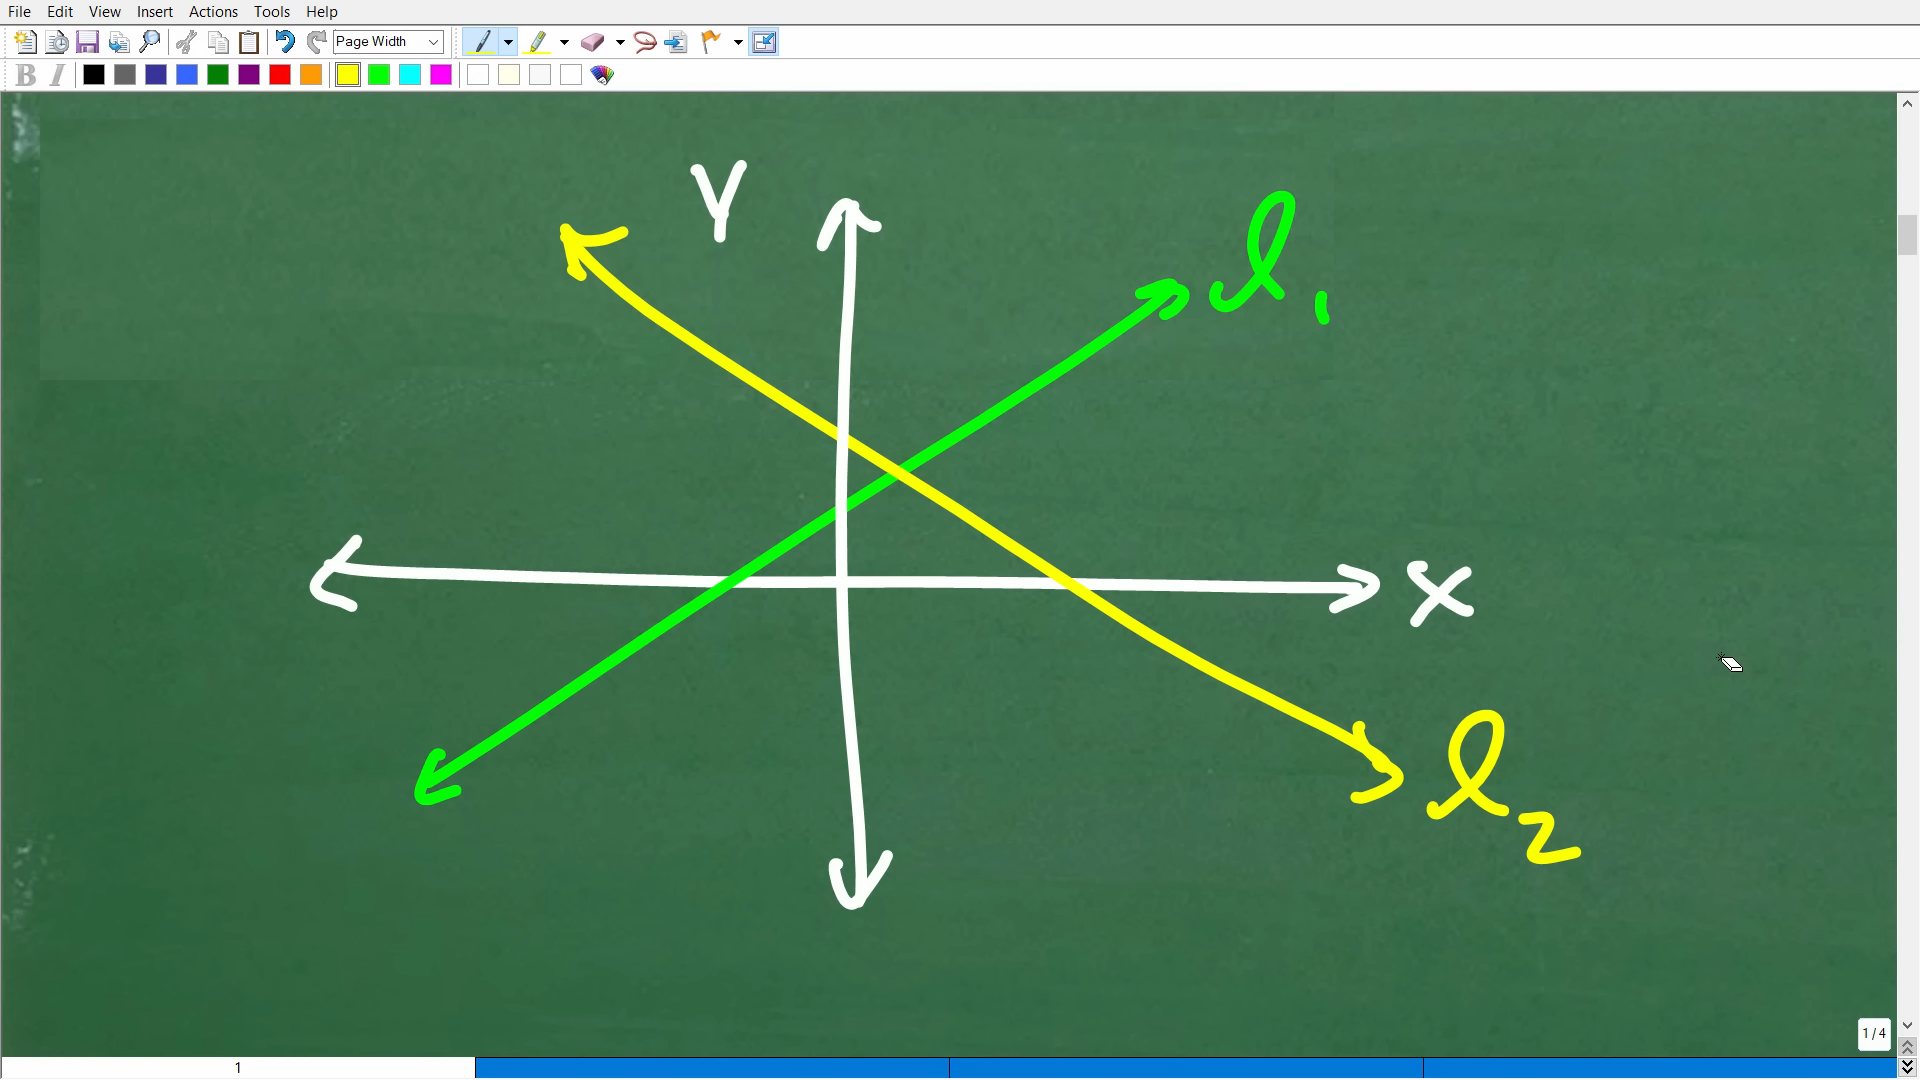 File Edit View Insert Actions Tools Help
Page Width
B I
Y
l1
x
l2
1 / 4
1